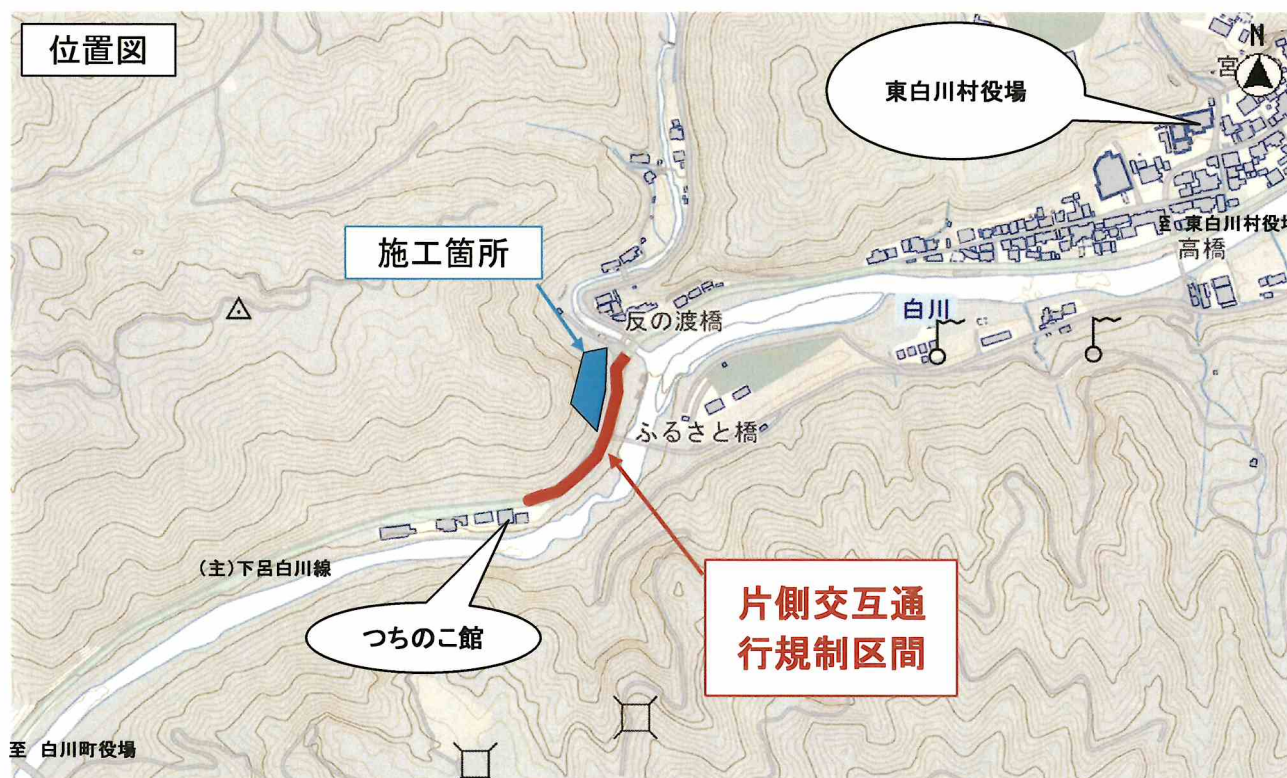 位置図
N
宮
東白川村役場
施工箇所
至 東白川村役場
高橋
反の渡橋
白川
ふるさと橋
(主)下呂白川線
つちのこ館
片側交互通
行規制区間
至 白川町役場